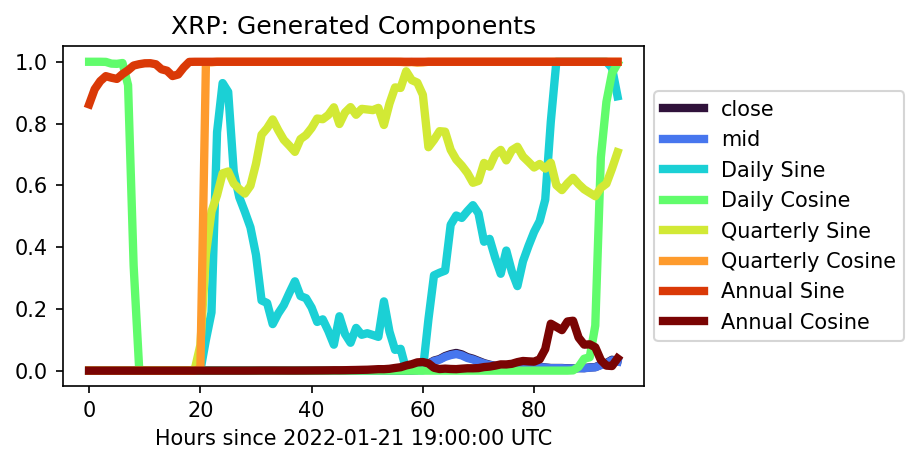 XRP: Generated Components
1.0
0.8
0.6
0.4
0.2
0.0
0
20
40
60
80
Hours since 2022-01-21 19:00:00 UTC
close
mid
Daily Sine
Daily Cosine
Quarterly Sine
Quarterly Cosine
Annual Sine
Annual Cosine